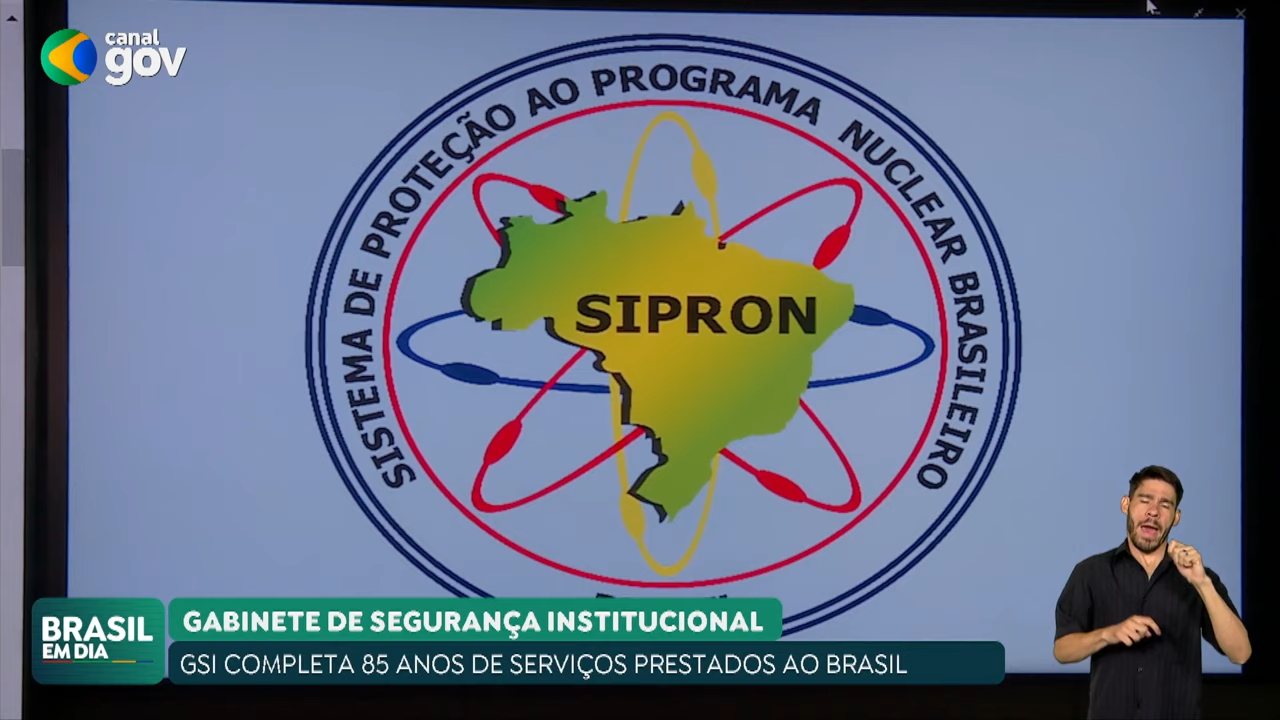 canal
gov
SISTEMA DE PROTEÇÃO AO PROGRAMA NUCLEAR BRASILEIRO
SIPRON
BRASIL
EM DIA
GABINETE DE SEGURANÇA INSTITUCIONAL
GSI COMPLETA 85 ANOS DE SERVIÇOS PRESTADOS AO BRASIL